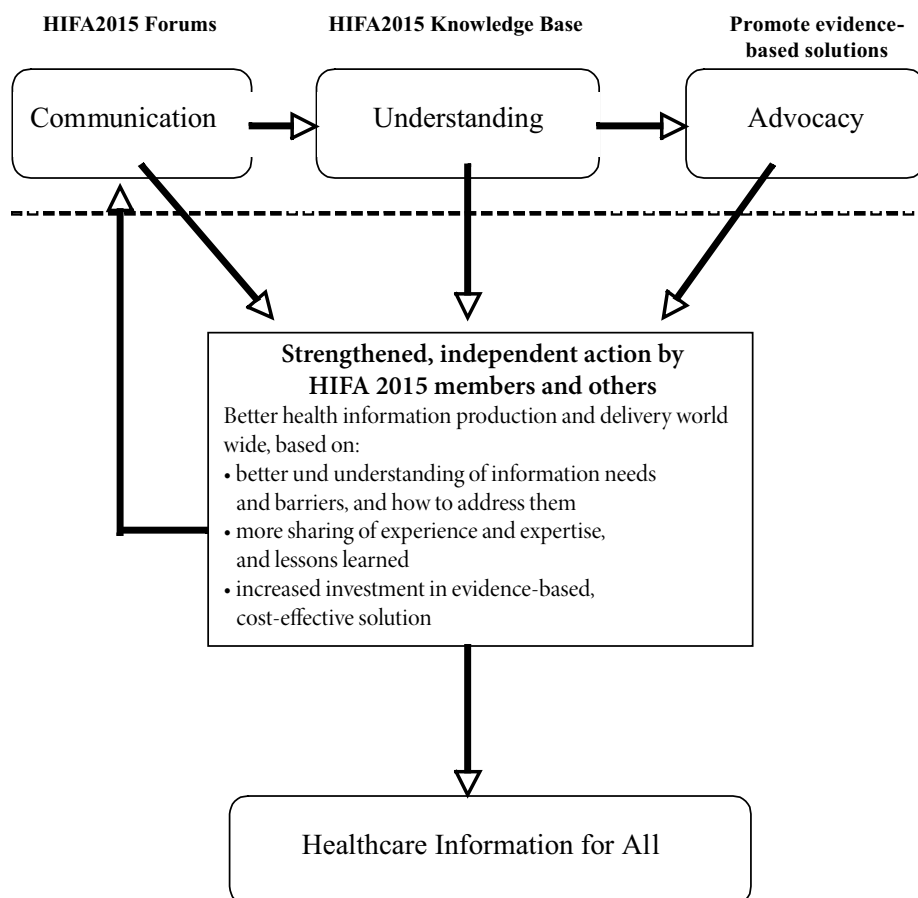 HIFA2015 Forums
HIFA2015 Knowledge Base
Promote evidence-
based solutions
Communication
Understanding
Advocacy
Strengthened, independent action by
HIFA 2015 members and others
Better health information production and delivery world
wide, based on:
• better und understanding of information needs
and barriers, and how to address them
• more sharing of experience and expertise,
and lessons learned
• increased investment in evidence-based,
cost-effective solution
Healthcare Information for All